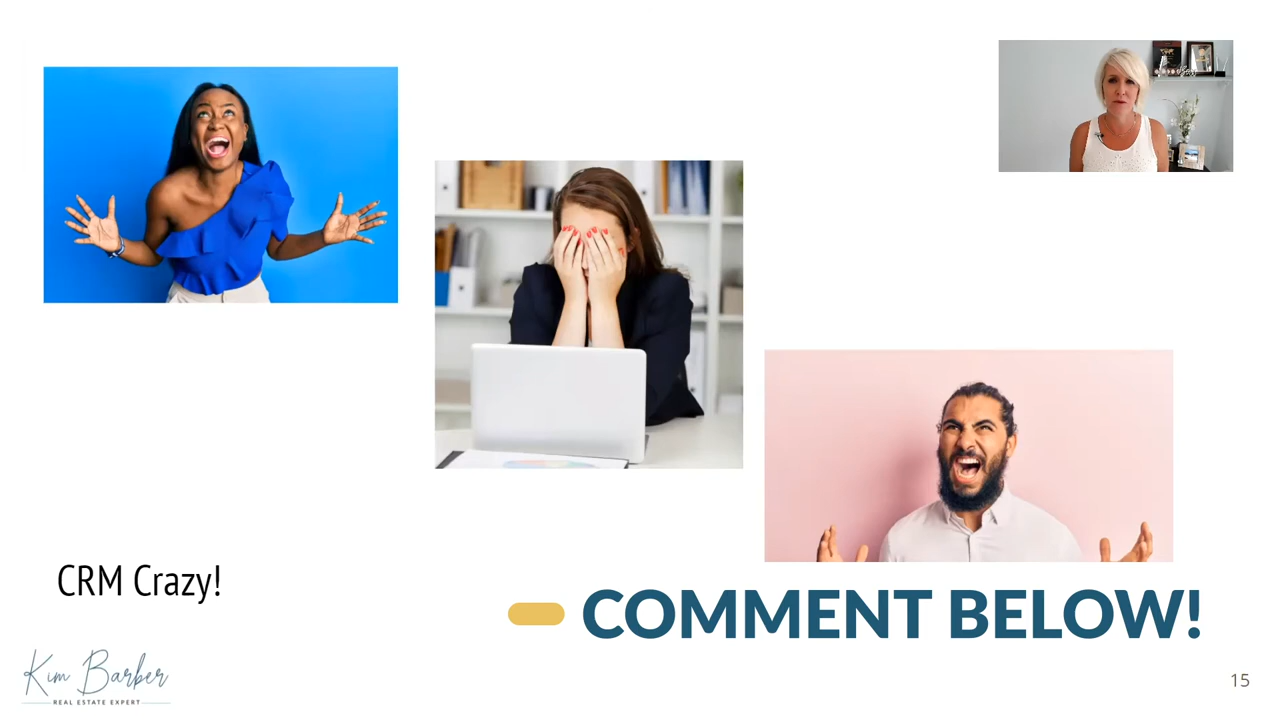 CRM Crazy!
COMMENT BELOW!
Kim Barber
REAL ESTATE EXPERT
15